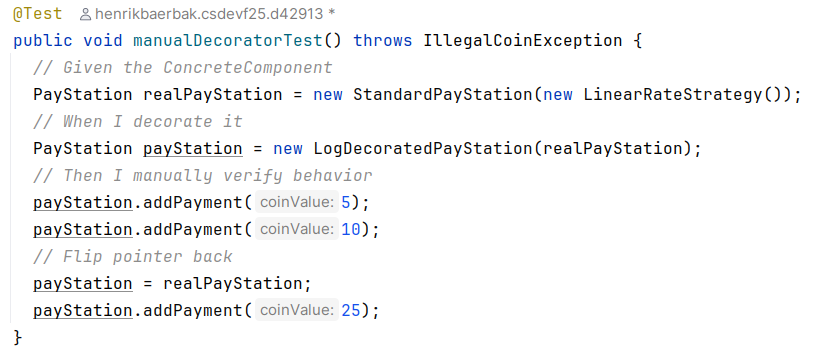 @Test henrikbaerbak.csdevf25.d42913 *
public void manualDecoratorTest() throws IllegalCoinException {
// Given the ConcreteComponent
PayStation realPayStation = new StandardPayStation(new LinearRateStrategy());
// When I decorate it
PayStation payStation = new LogDecoratedPayStation(realPayStation);
// Then I manually verify behavior
payStation.addPayment( coinValue: 5);
payStation.addPayment( coinValue: 10);
// Flip pointer back
payStation = realPayStation;
payStation.addPayment( coinValue: 25);
}